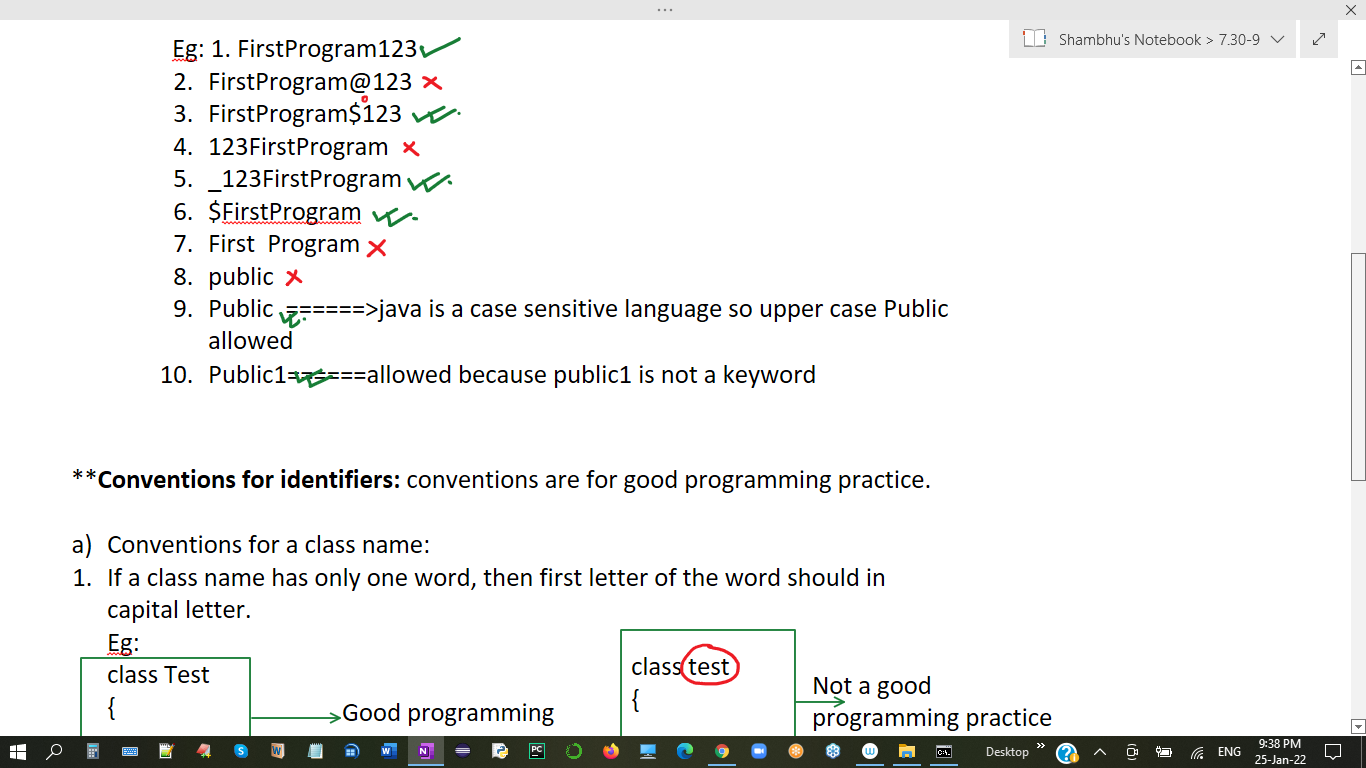 Shambhu's Notebook > 7.30-9
Eg: 1. FirstProgram123
2. FirstProgram@123
3. FirstProgram$123
4. 123FirstProgram
5. _123FirstProgram
6. $FirstProgram
7. First  Program
8. public
9. Public ======>java is a case sensitive language so upper case Public
allowed
10. Public1======allowed because public1 is not a keyword
**Conventions for identifiers: conventions are for good programming practice.
a) Conventions for a class name:
1. If a class name has only one word, then first letter of the word should in
capital letter.
Eg:
class Test
{
Good programming
class test
{
Not a good
programming practice
Desktop
ENG
9:38 PM
25-Jan-22